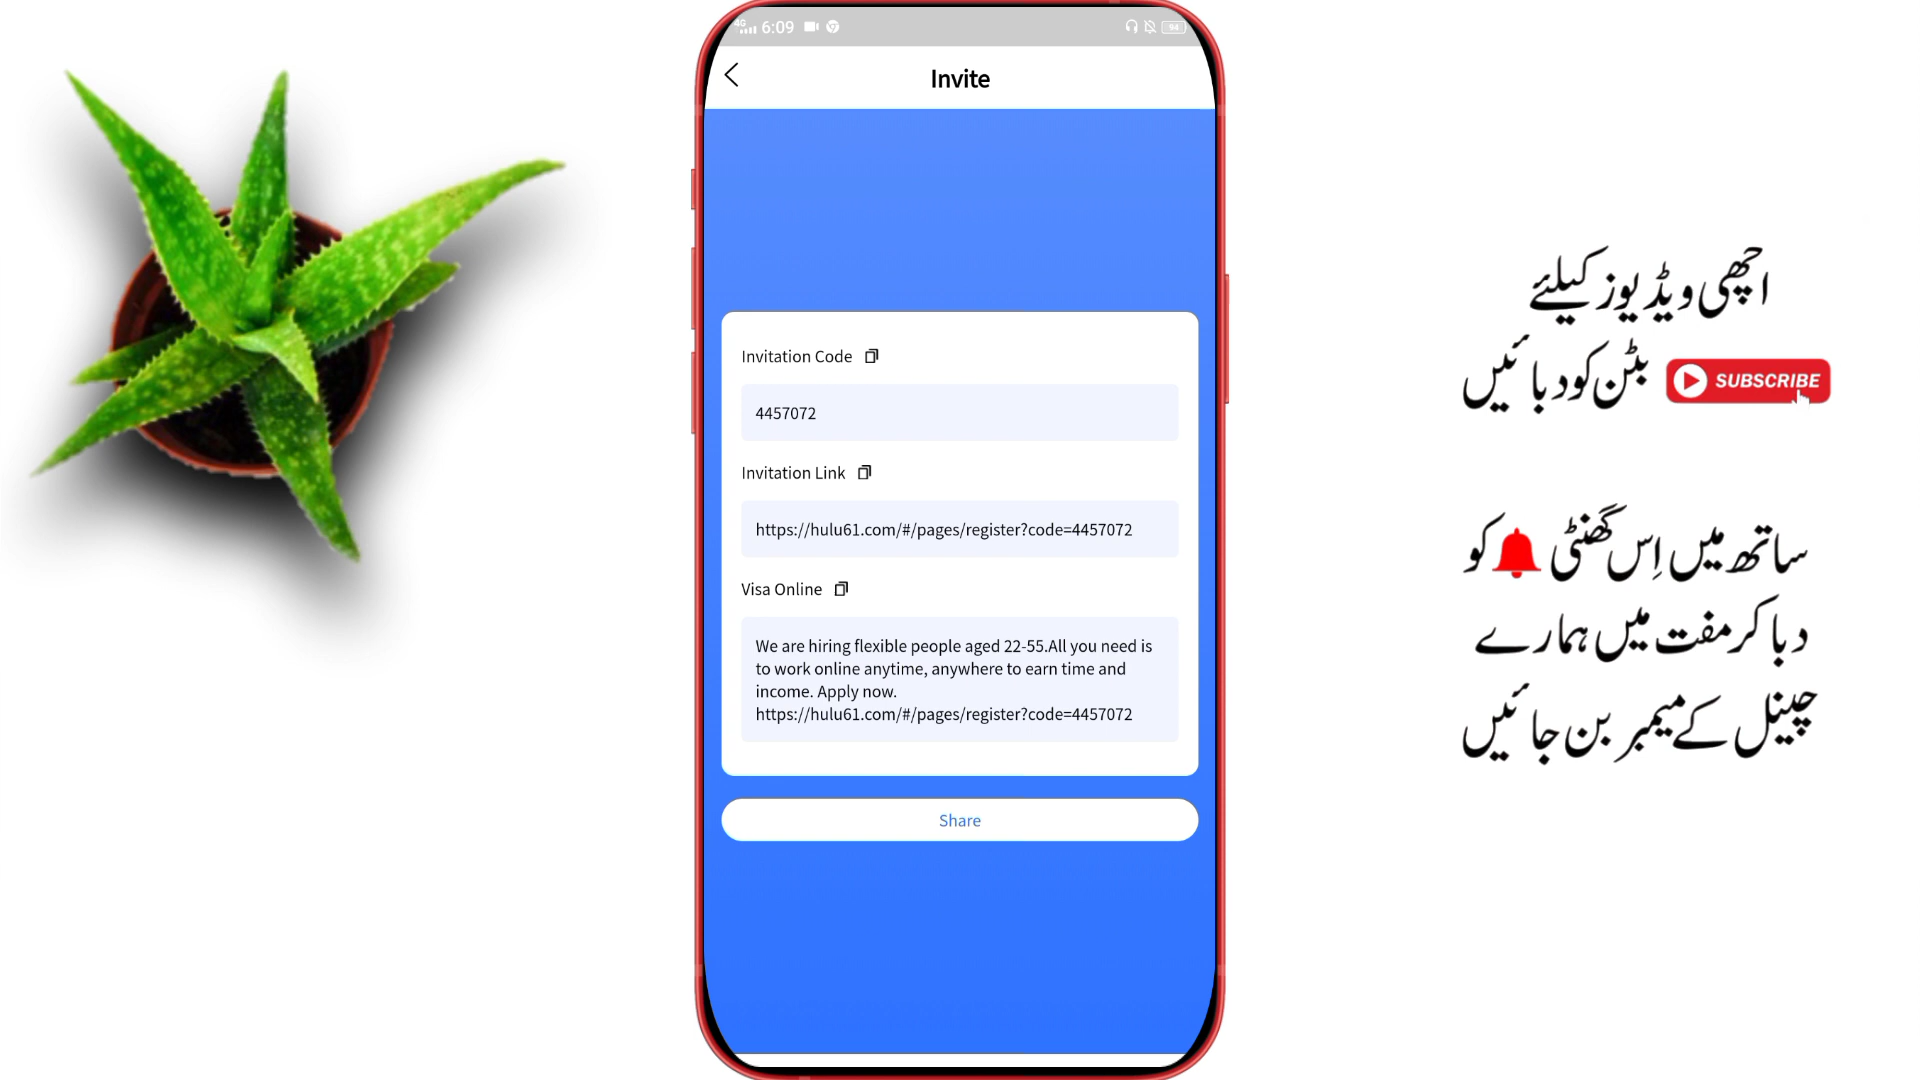 4G 6:09 94
Invite
Invitation Code
4457072
Invitation Link
https://hulu61.com/#/pages/register?code=4457072
Visa Online
We are hiring flexible people aged 22-55.All you need is
to work online anytime, anywhere to earn time and
income. Apply now.
https://hulu61.com/#/pages/register?code=4457072
Share
اچھی ویڈیوز کیلئے
SUBSCRIBE بٹن کو دبائیں
ساتھ میں اِس گھنٹی کو
دبا کر مفت میں ہمارے
چینل کے میمبر بن جائیں